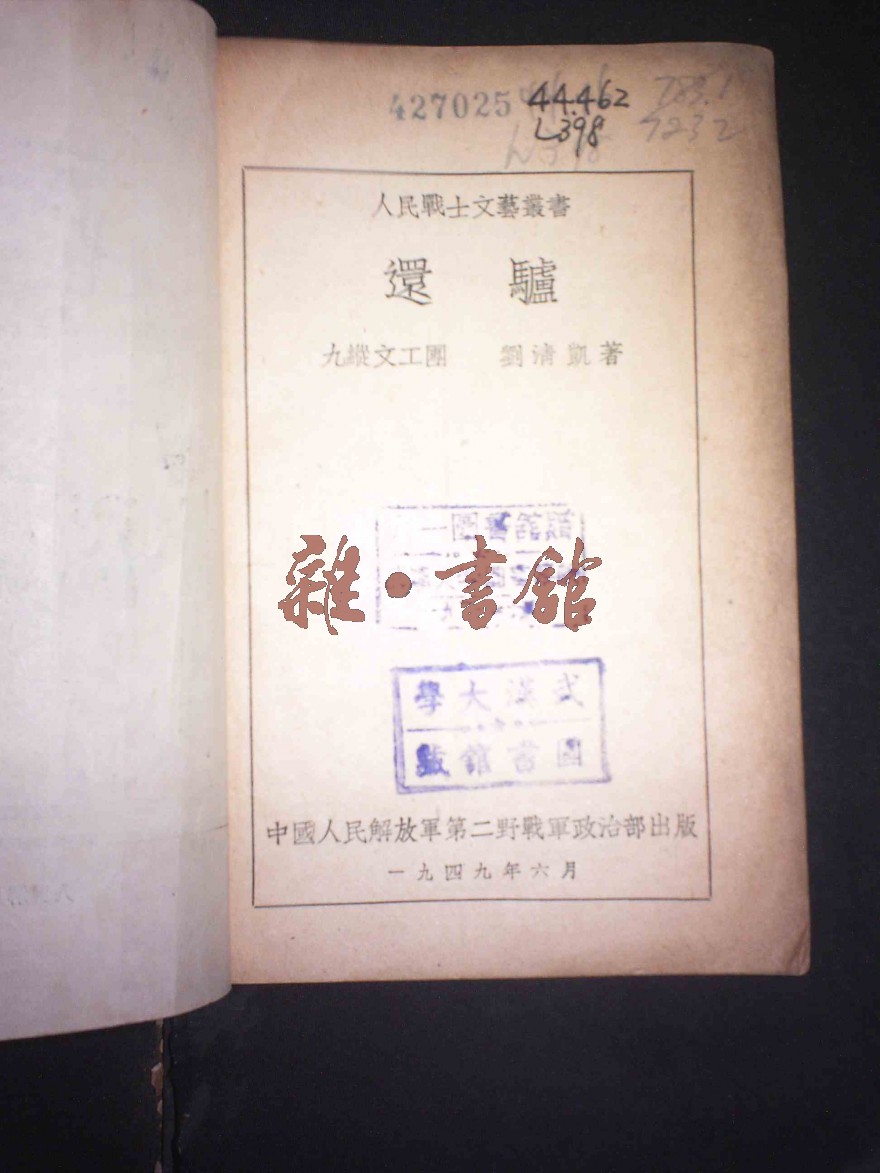 427025 44.462
L398
人民戰士文藝叢書
還驢
九縱文工團 劉清凱著
雜·書館
武漢大學
圖書館藏
中國人民解放軍第二野戰軍政治部出版
一九四九年六月